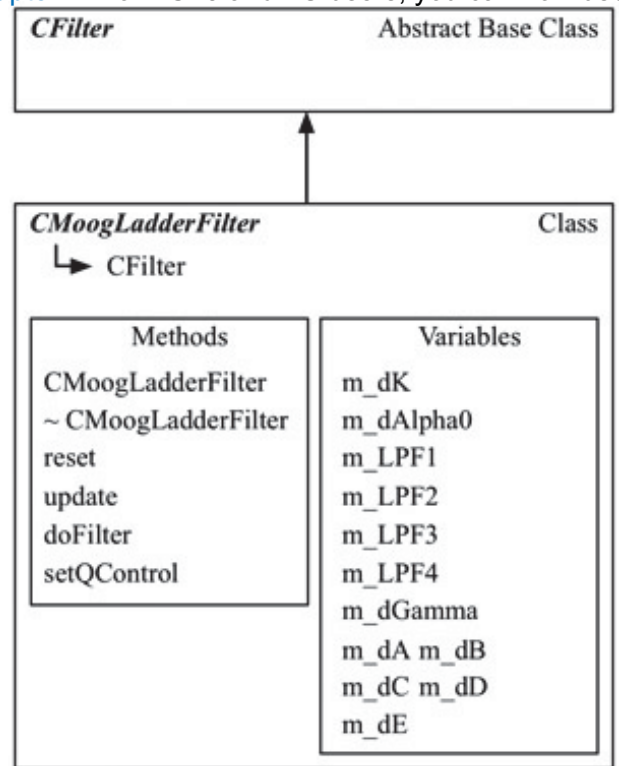 CFilter Abstract Base Class
CMoogLadderFilter Class
CFilter
Methods
CMoogLadderFilter
~ CMoogLadderFilter
reset
update
doFilter
setQControl
Variables
m_dK
m_dAlpha0
m_LPF1
m_LPF2
m_LPF3
m_LPF4
m_dGamma
m_dA m_dB
m_dC m_dD
m_dE